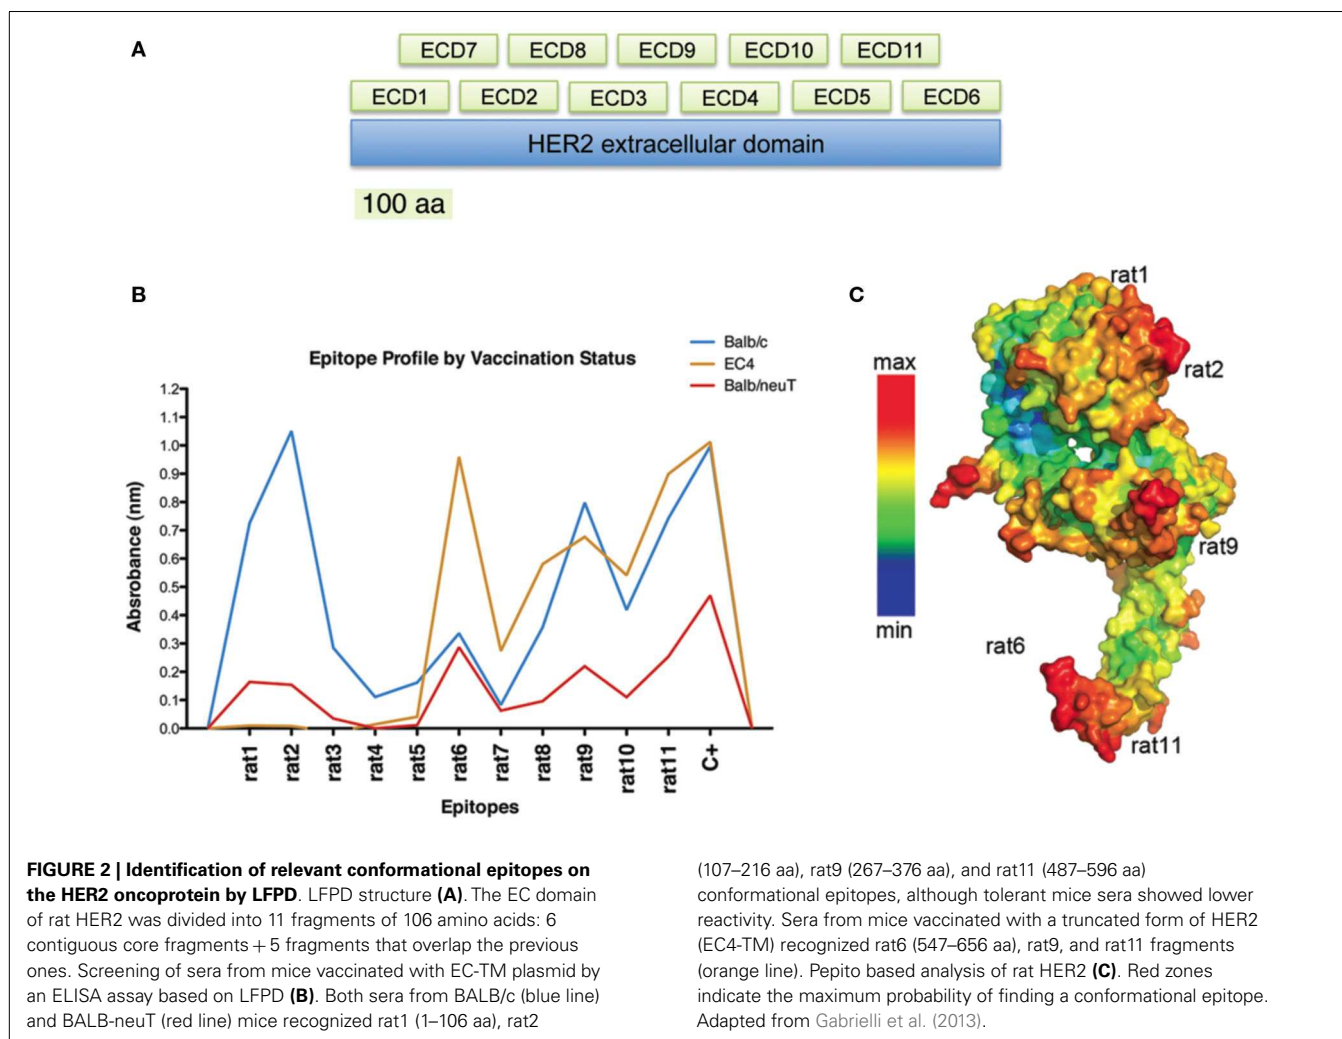 A
ECD7 ECD8 ECD9 ECD10 ECD11
ECD1 ECD2 ECD3 ECD4 ECD5 ECD6
HER2 extracellular domain
100 aa
B
Epitope Profile by Vaccination Status
Balb/c
EC4
Balb/neuT
Absrobance (nm)
1.2
1.1
1.0
0.9
0.8
0.7
0.6
0.5
0.4
0.3
0.2
0.1
0.0
rat1 rat2 rat3 rat4 rat5 rat6 rat7 rat8 rat9 rat10 rat11 C+
Epitopes
C
max
min
rat1
rat2
rat9
rat6
rat11
FIGURE 2 | Identification of relevant conformational epitopes on
the HER2 oncoprotein by LFPD. LFPD structure (A). The EC domain
of rat HER2 was divided into 11 fragments of 106 amino acids: 6
contiguous core fragments + 5 fragments that overlap the previous
ones. Screening of sera from mice vaccinated with EC-TM plasmid by
an ELISA assay based on LFPD (B). Both sera from BALB/c (blue line)
and BALB-neuT (red line) mice recognized rat1 (1–106 aa), rat2
(107–216 aa), rat9 (267–376 aa), and rat11 (487–596 aa)
conformational epitopes, although tolerant mice sera showed lower
reactivity. Sera from mice vaccinated with a truncated form of HER2
(EC4-TM) recognized rat6 (547–656 aa), rat9, and rat11 fragments
(orange line). Pepito based analysis of rat HER2 (C). Red zones
indicate the maximum probability of finding a conformational epitope.
Adapted from Gabrielli et al. (2013).